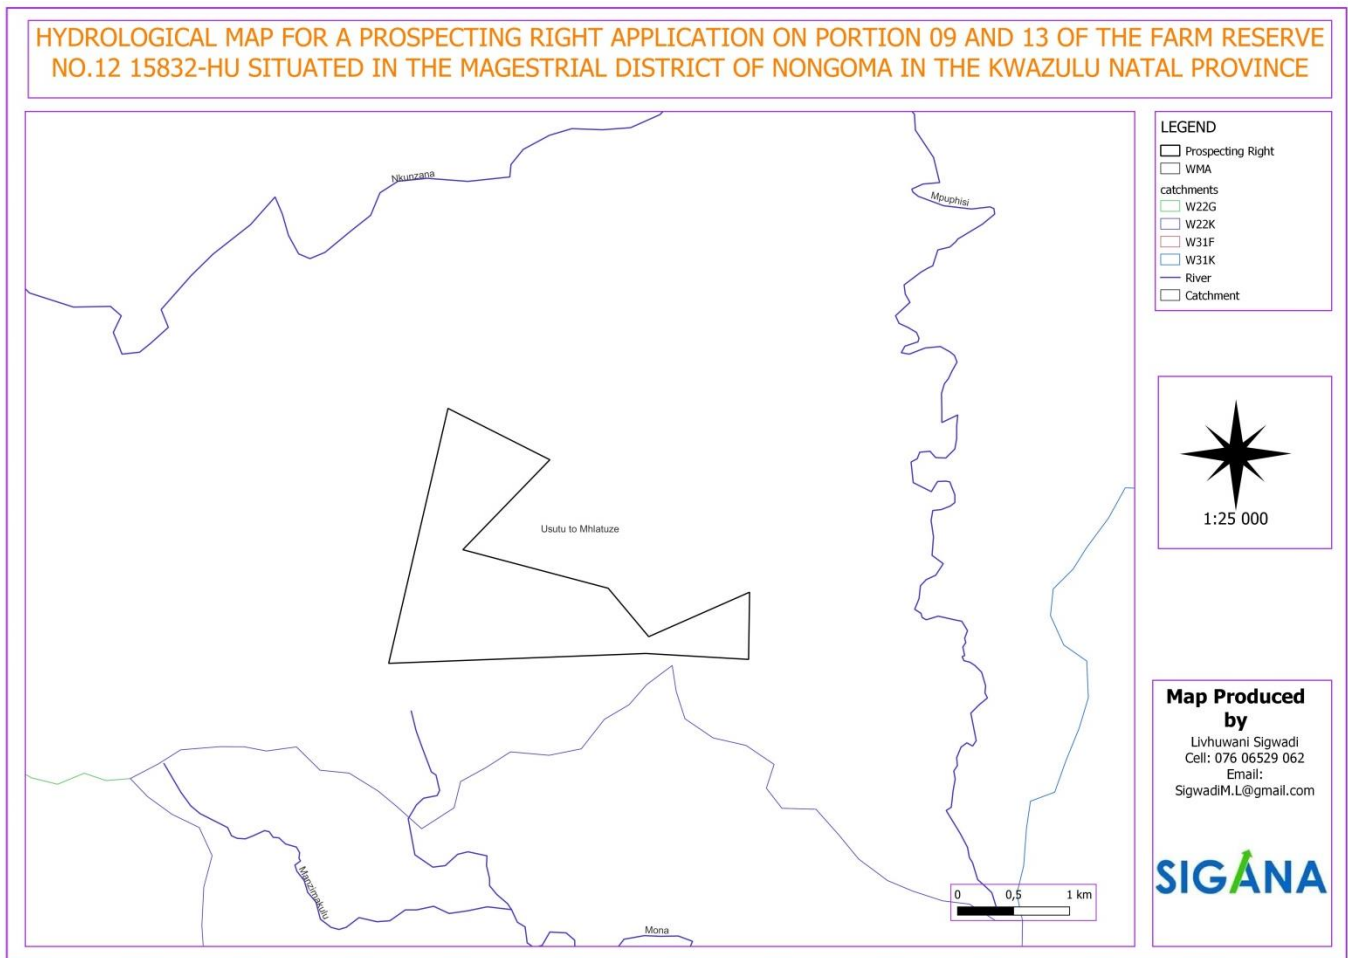 HYDROLOGICAL MAP FOR A PROSPECTING RIGHT APPLICATION ON PORTION 09 AND 13 OF THE FARM RESERVE
NO.12 15832-HU SITUATED IN THE MAGESTRIAL DISTRICT OF NONGOMA IN THE KWAZULU NATAL PROVINCE
Nkunzana
Mpuphisi
Usutu to Mhlatuze
Manzimakulu
Mona
0 0,5 1 km
LEGEND
Prospecting Right
WMA
catchments
W22G
W22K
W31F
W31K
River
Catchment
1:25 000
Map Produced
by
Livhuwani Sigwadi
Cell: 076 06529 062
Email:
SigwadiM.L@gmail.com
SIGANA